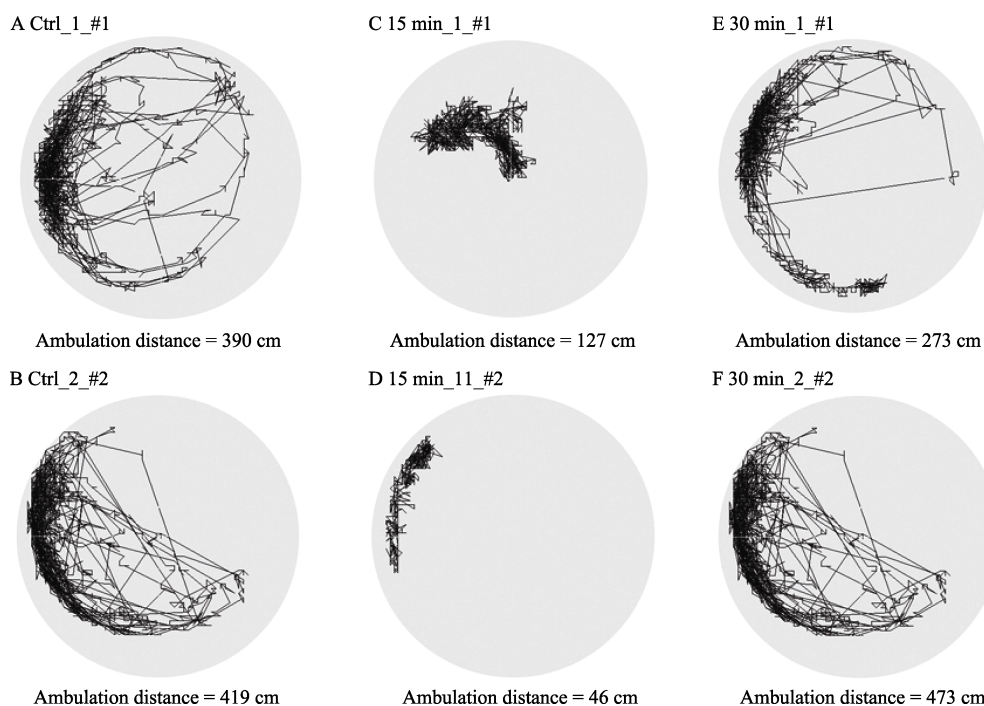 A Ctrl_1_#1
C 15 min_1_#1
E 30 min_1_#1
Ambulation distance = 390 cm
Ambulation distance = 127 cm
Ambulation distance = 273 cm
B Ctrl_2_#2
D 15 min_11_#2
F 30 min_2_#2
Ambulation distance = 419 cm
Ambulation distance = 46 cm
Ambulation distance = 473 cm